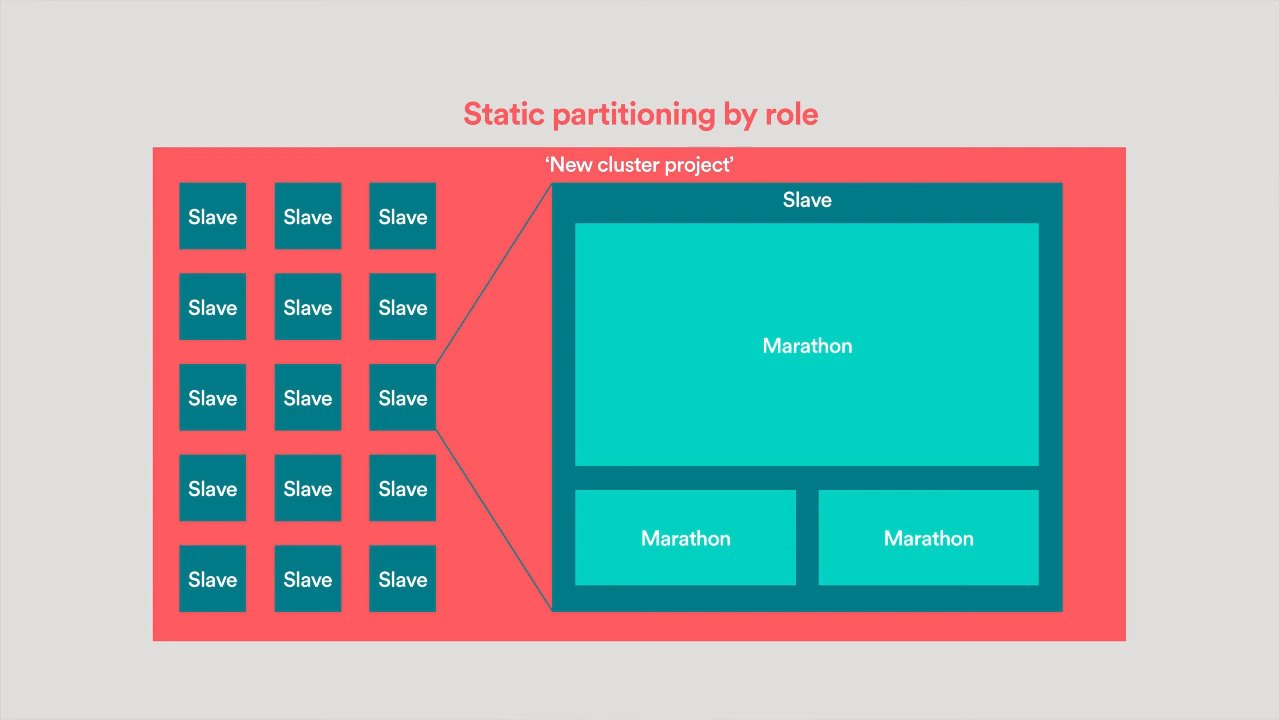 Static partitioning by role
‘New cluster project’
Slave Slave Slave
Slave Slave Slave
Slave Slave Slave
Slave Slave Slave
Slave Slave Slave
Slave
Marathon
Marathon Marathon